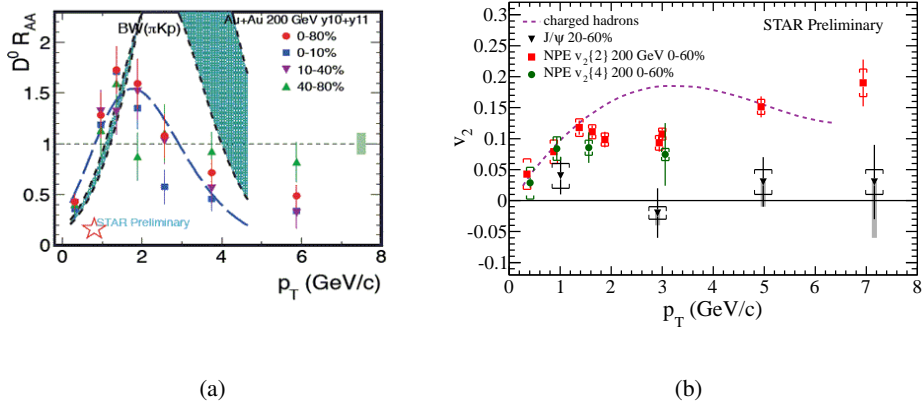 Au+Au 200 GeV y10+y11
BW(πKp)
0-80%
0-10%
10-40%
40-80%
STAR Preliminary
D⁰ R_AA
2
1.5
1
0.5
0
0 2 4 6 8
p_T (GeV/c)
(a)
charged hadrons
J/ψ 20-60%
NPE v₂{2} 200 GeV 0-60%
NPE v₂{4} 200 0-60%
STAR Preliminary
v₂
0.3
0.25
0.2
0.15
0.1
0.05
0
-0.05
-0.1
0 1 2 3 4 5 6 7 8
p_T (GeV/c)
(b)